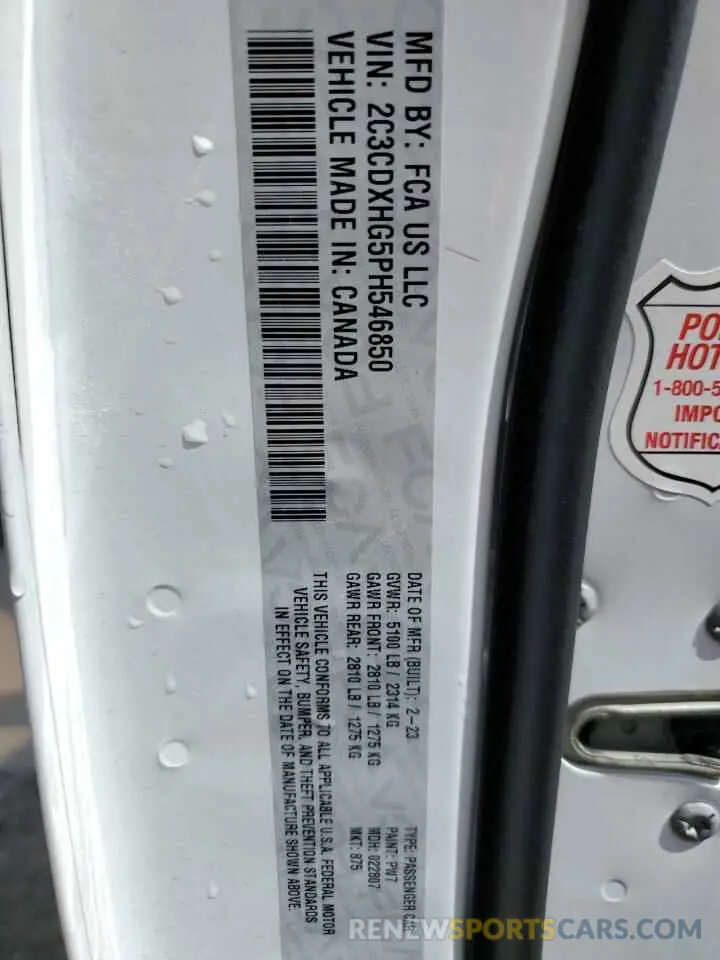 MFD BY: FCA US LLC
VIN: 2C3CDXHG5PH546850
VEHICLE MADE IN: CANADA
DATE OF MFR (BUILT): 2-23
GVWR: 5100 LB / 2314 KG
GAWR FRONT: 2810 LB / 1275 KG
GAWR REAR: 2810 LB / 1275 KG
TYPE: PASSENGER CAR
PAINT: PW7
MDH: 022807
MKT: 875
THIS VEHICLE CONFORMS TO ALL APPLICABLE U.S.A. FEDERAL MOTOR
VEHICLE SAFETY, BUMPER, AND THEFT PREVENTION STANDARDS
IN EFFECT ON THE DATE OF MANUFACTURE SHOWN ABOVE.
HOT
1-800-5
IMPO
NOTIFIC
RENEWSPORTSCARS.COM